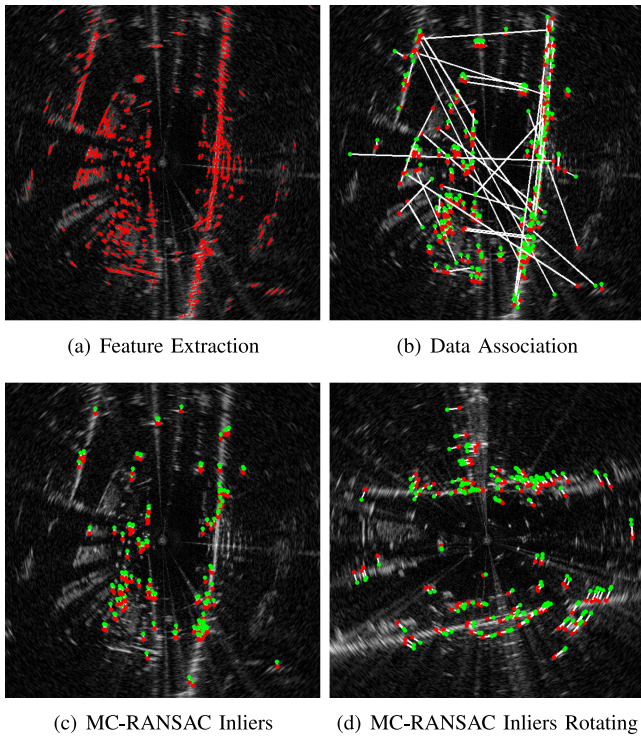 (a) Feature Extraction
(b) Data Association
(c) MC-RANSAC Inliers
(d) MC-RANSAC Inliers Rotating